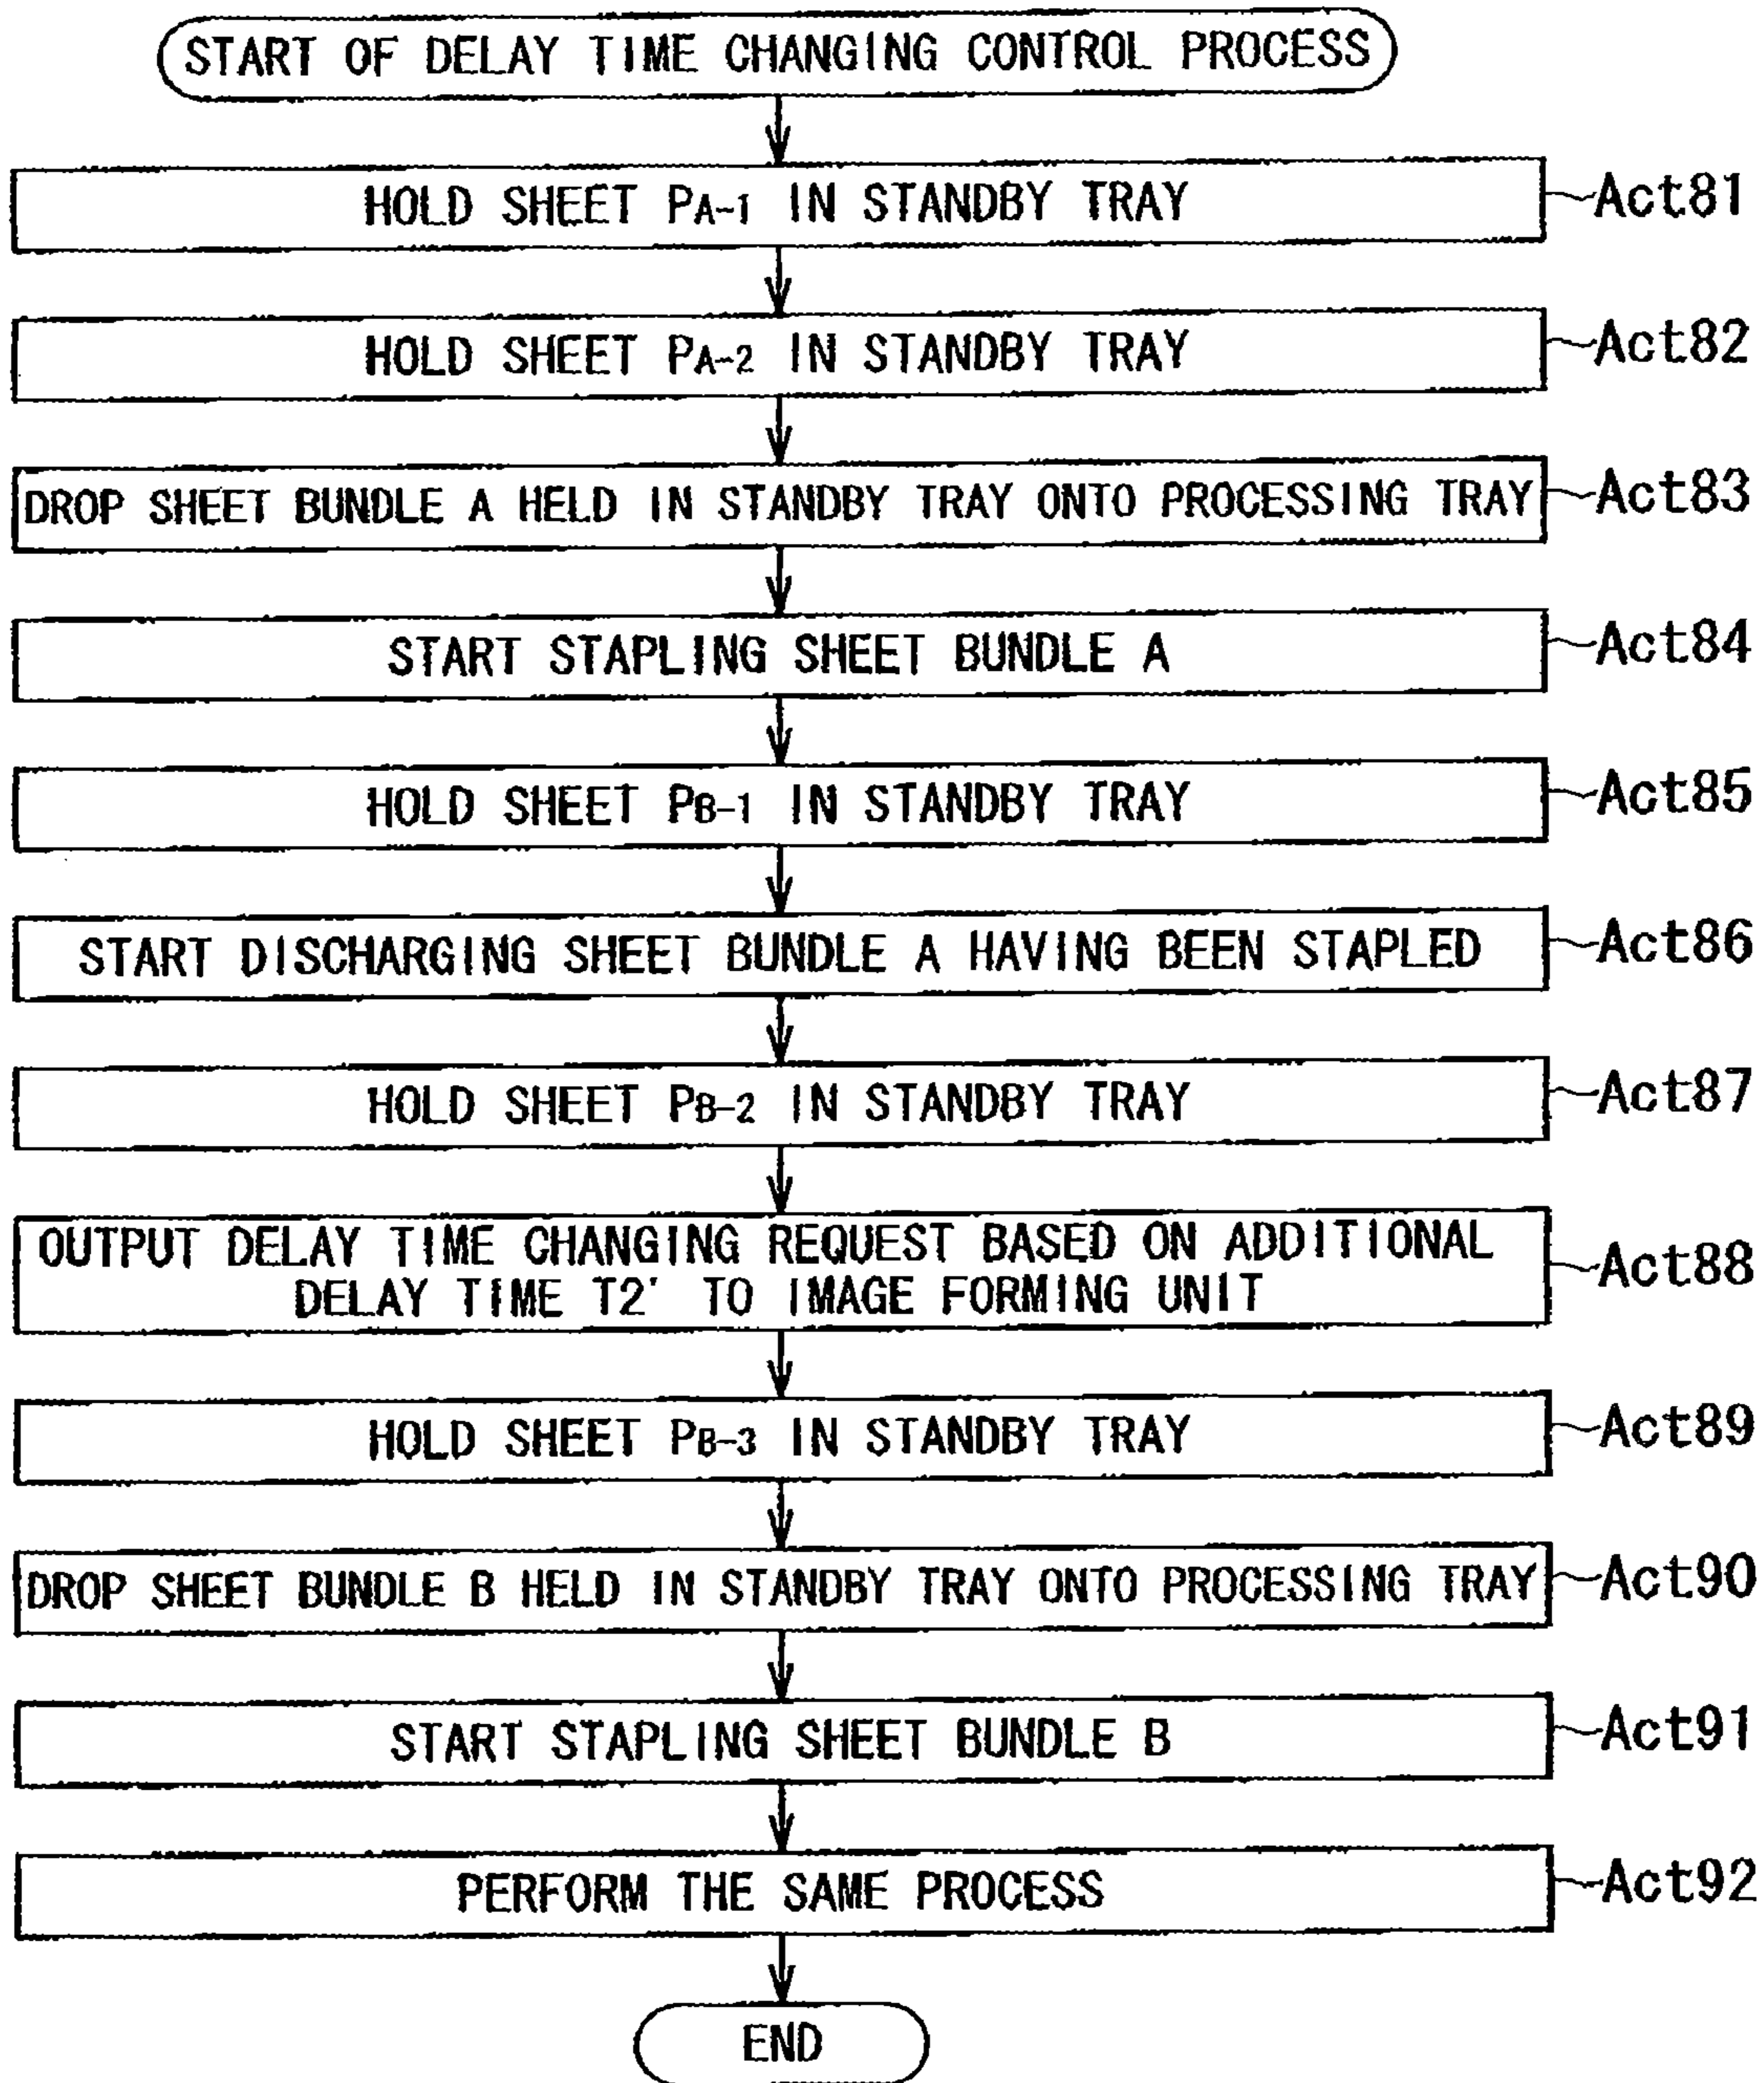 START OF DELAY TIME CHANGING CONTROL PROCESS
HOLD SHEET PA-1 IN STANDBY TRAY
Act81
HOLD SHEET PA-2 IN STANDBY TRAY
Act82
DROP SHEET BUNDLE A HELD IN STANDBY TRAY ONTO PROCESSING TRAY
Act83
START STAPLING SHEET BUNDLE A
Act84
HOLD SHEET PB-1 IN STANDBY TRAY
Act85
START DISCHARGING SHEET BUNDLE A HAVING BEEN STAPLED
Act86
HOLD SHEET PB-2 IN STANDBY TRAY
Act87
OUTPUT DELAY TIME CHANGING REQUEST BASED ON ADDITIONAL
DELAY TIME T2' TO IMAGE FORMING UNIT
Act88
HOLD SHEET PB-3 IN STANDBY TRAY
Act89
DROP SHEET BUNDLE B HELD IN STANDBY TRAY ONTO PROCESSING TRAY
Act90
START STAPLING SHEET BUNDLE B
Act91
PERFORM THE SAME PROCESS
Act92
END